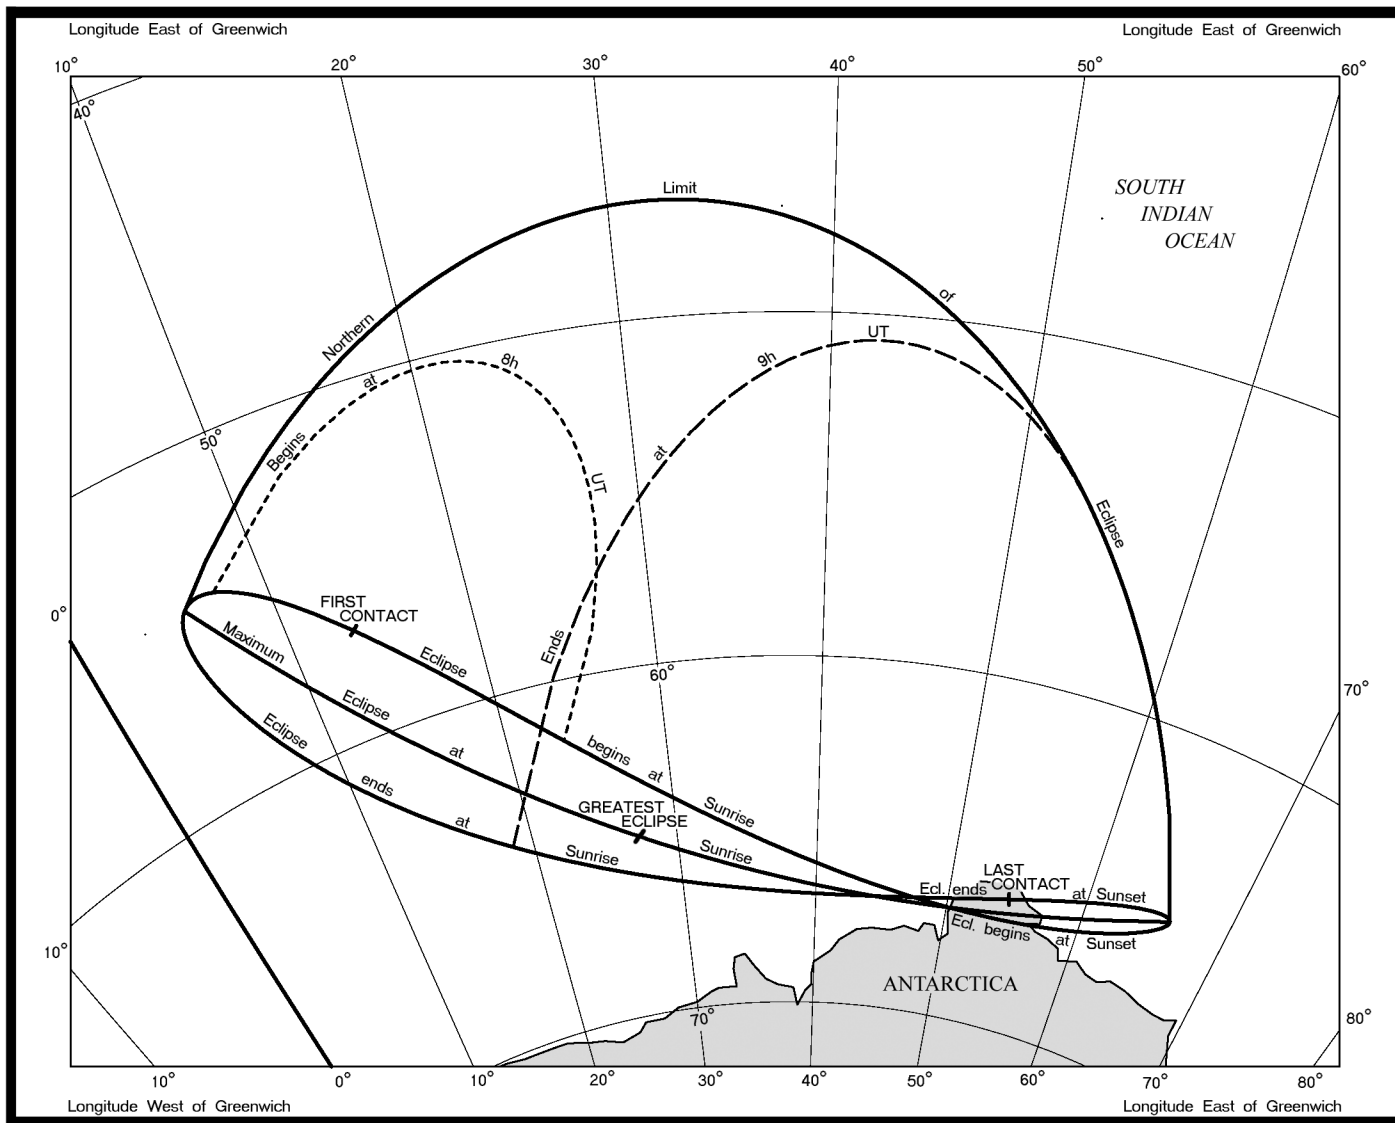 Longitude East of Greenwich
Longitude East of Greenwich
10° 20° 30° 40° 50° 60°
40°
SOUTH
INDIAN
OCEAN
Limit
Northern
of
Eclipse
UT
9h
at
Ends
8h
at
Begins
UT
50°
0°
FIRST
CONTACT
Maximum
Eclipse
at
Sunrise
Eclipse
begins
at
Sunrise
60°
70°
Eclipse
ends
at
Sunrise
GREATEST
ECLIPSE
LAST
CONTACT
Ecl. ends
at Sunset
Ecl. begins
at
Sunset
10°
ANTARCTICA
70°
80°
10° 0° 10° 20° 30° 40° 50° 60° 70° 80°
Longitude West of Greenwich
Longitude East of Greenwich